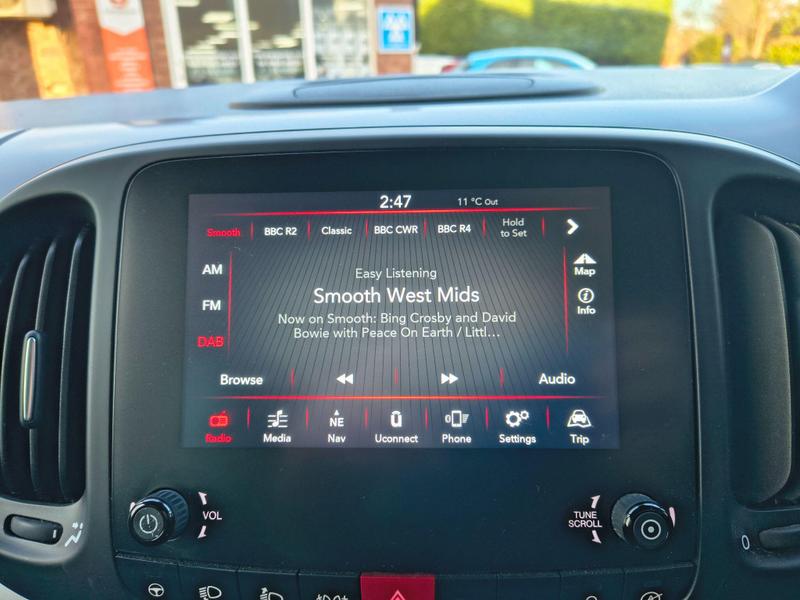 2:47
11 °C Out
Smooth
BBC R2
Classic
BBC CWR
BBC R4
Hold
to Set
AM
FM
DAB
Easy Listening
Smooth West Mids
Now on Smooth: Bing Crosby and David
Bowie with Peace On Earth / Littl...
Map
i
Info
Browse
Audio
Radio
Media
NE
Nav
Uconnect
Phone
Settings
Trip
VOL
TUNE
SCROLL
0